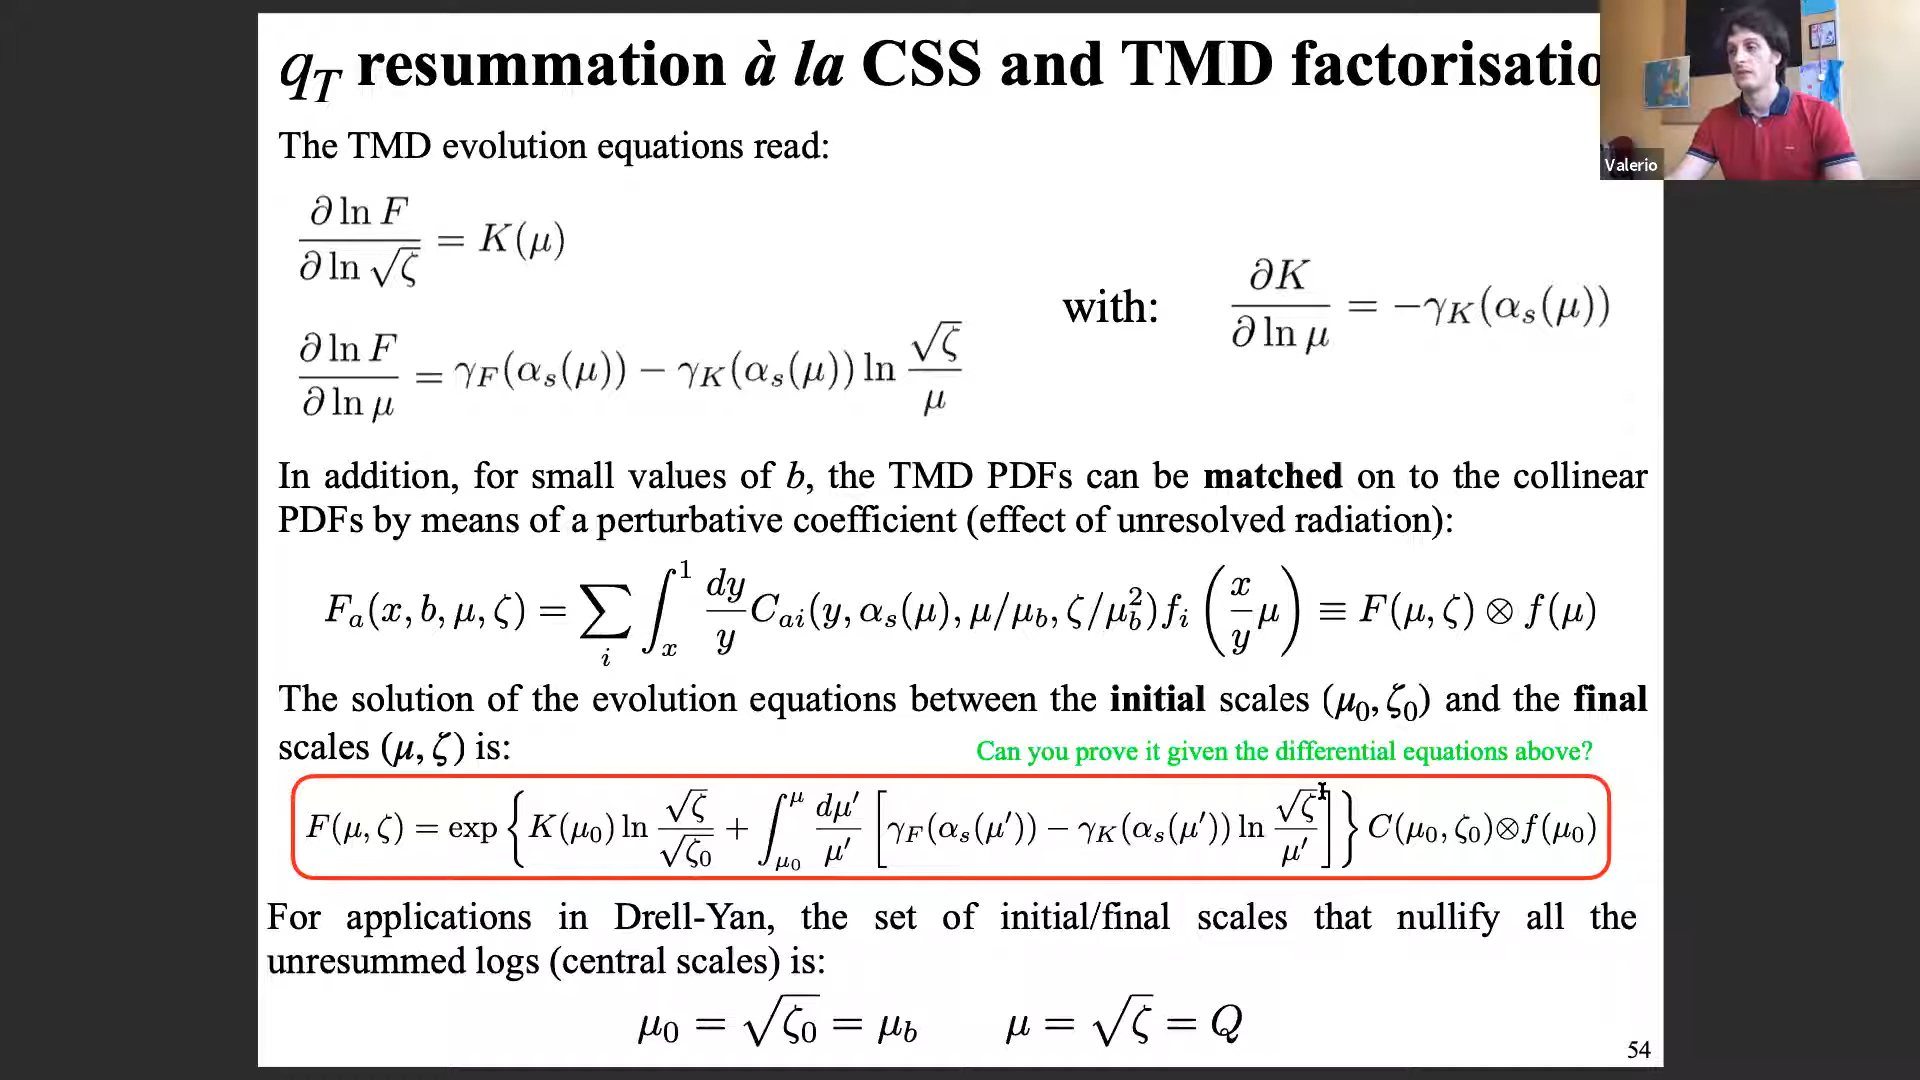 q_T resummation à la CSS and TMD factorisatio
Valerio
The TMD evolution equations read:
∂ ln F / ∂ ln √ζ = K(μ)
with: ∂K / ∂ ln μ = −γ_K(α_s(μ))
∂ ln F / ∂ ln μ = γ_F(α_s(μ)) − γ_K(α_s(μ)) ln √ζ / μ
In addition, for small values of b, the TMD PDFs can be matched on to the collinear
PDFs by means of a perturbative coefficient (effect of unresolved radiation):
F_a(x, b, μ, ζ) = ∑_i ∫_x^1 dy/y C_{ai}(y, α_s(μ), μ/μ_b, ζ/μ_b^2) f_i (x/y μ) ≡ F(μ, ζ) ⊗ f(μ)
The solution of the evolution equations between the initial scales (μ_0, ζ_0) and the final
scales (μ, ζ) is:
Can you prove it given the differential equations above?
F(μ, ζ) = exp { K(μ_0) ln √ζ / √ζ_0 + ∫_{μ_0}^{μ} dμ′/μ′ [ γ_F(α_s(μ′)) − γ_K(α_s(μ′)) ln √ζ / μ′ ] } C(μ_0, ζ_0) ⊗ f(μ_0)
For applications in Drell-Yan, the set of initial/final scales that nullify all the
unresummed logs (central scales) is:
μ_0 = √ζ_0 = μ_b μ = √ζ = Q
54